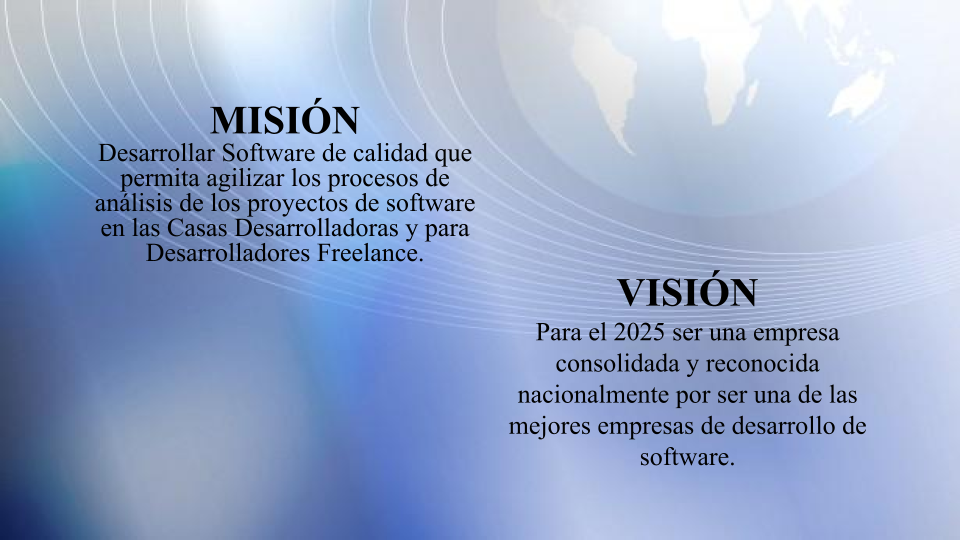 MISIÓN
Desarrollar Software de calidad que
permita agilizar los procesos de
análisis de los proyectos de software
en las Casas Desarrolladoras y para
Desarrolladores Freelance.
VISIÓN
Para el 2025 ser una empresa
consolidada y reconocida
nacionalmente por ser una de las
mejores empresas de desarrollo de
software.